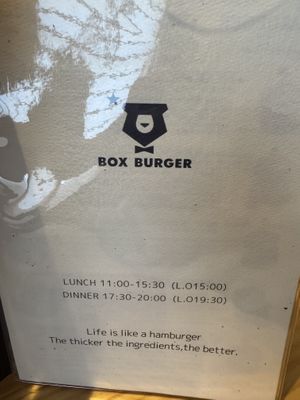 BOX BURGER
LUNCH 11:00-15:30 (L.O15:00)
DINNER 17:30-20:00 (L.O19:30)
Life is like a hamburger
The thicker the ingredients,the better.